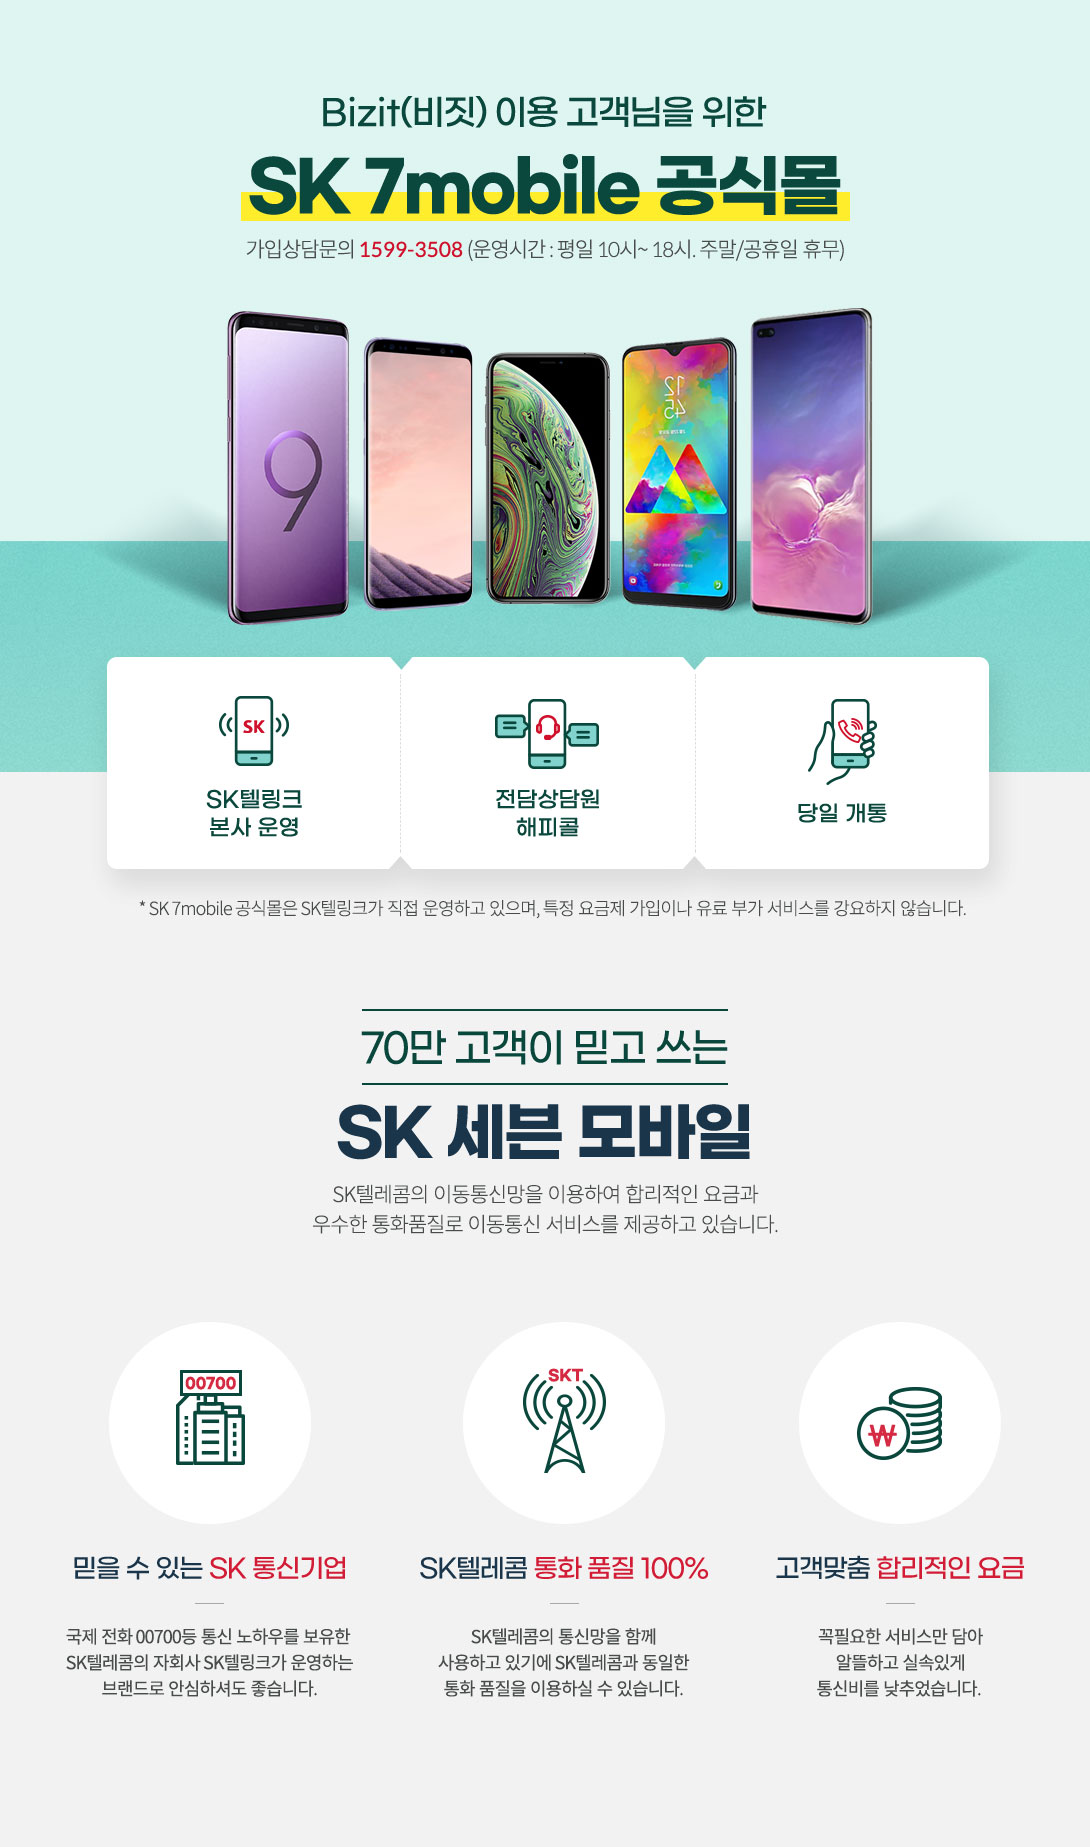 Bizit(비짓) 이용 고객님을 위한
SK 7mobile 공식몰
가입상담문의 1599-3508 (운영시간 : 평일 10시~ 18시. 주말/공휴일 휴무)
9
12
45
SK
SK텔링크
본사 운영
전담상담원
해피콜
당일 개통
* SK 7mobile 공식몰은 SK텔링크가 직접 운영하고 있으며, 특정 요금제 가입이나 유료 부가 서비스를 강요하지 않습니다.
70만 고객이 믿고 쓰는
SK 세븐 모바일
SK텔레콤의 이동통신망을 이용하여 합리적인 요금과
우수한 통화품질로 이동통신 서비스를 제공하고 있습니다.
00700
SKT
₩
믿을 수 있는 SK 통신기업
국제 전화 00700등 통신 노하우를 보유한
SK텔레콤의 자회사 SK텔링크가 운영하는
브랜드로 안심하셔도 좋습니다.
SK텔레콤 통화 품질 100%
SK텔레콤의 통신망을 함께
사용하고 있기에 SK텔레콤과 동일한
통화 품질을 이용하실 수 있습니다.
고객맞춤 합리적인 요금
꼭필요한 서비스만 담아
알뜰하고 실속있게
통신비를 낮추었습니다.